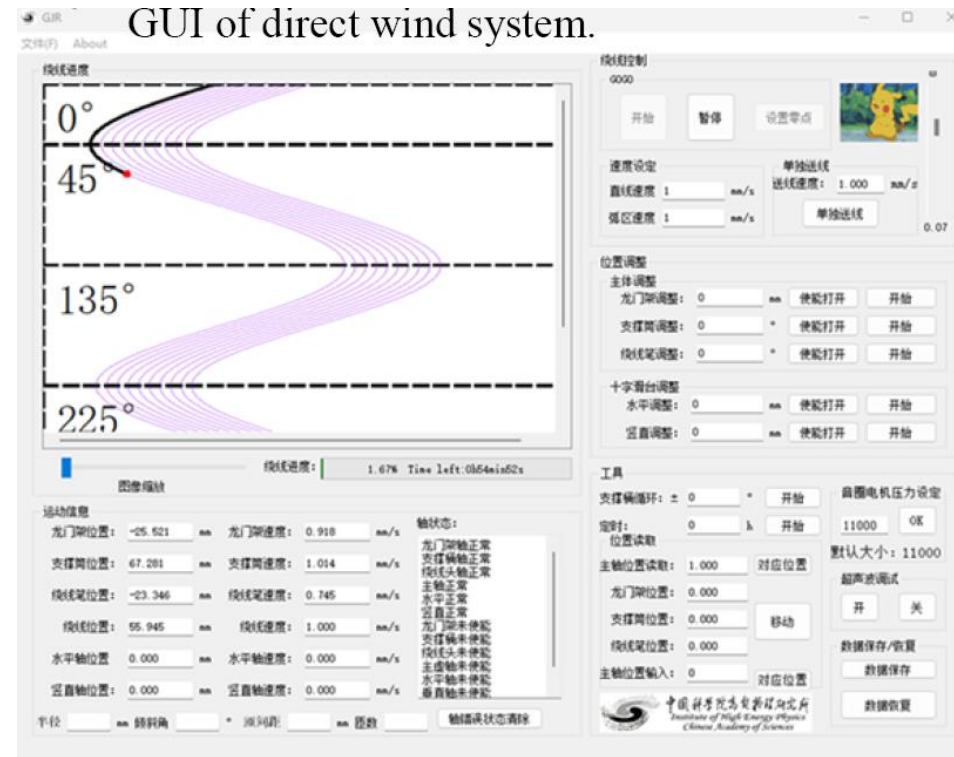 GJR
GUI of direct wind system.
文件(F) About
绕线进度
0°
45°
135°
225°
图像缩放
绕线进度：
1.67% Time left:0h54min52s
运动信息
龙门架位置： -25.521 mm 龙门架速度： 0.918 mm/s
支撑筒位置： 67.281 mm 支撑筒速度： 1.014 mm/s
绕线笔位置： -23.346 mm 绕线笔速度： 0.745 mm/s
绕线位置： 55.945 mm 绕线速度： 1.000 mm/s
水平轴位置 0.000 mm 水平轴速度： 0.000 mm/s
竖直轴位置： 0.000 mm 竖直轴速度： 0.000 mm/s
轴状态：
龙门架轴正常
支撑桶轴正常
绕线头轴正常
主轴正常
水平正常
竖直正常
龙门架未使能
支撑桶未使能
绕线头未使能
主虚轴未使能
水平轴未使能
垂直轴未使能
半径 mm 倾斜角 ° 匝间距 mm 匝数
轴错误状态清除
绕线控制
GOGO
开始 暂停 设置零点
速度设定
直线速度 1 mm/s
弧区速度 1 mm/s
单独送线
送线速度： 1.000 mm/s
单独送线
0.07
位置调整
主体调整
龙门架调整： 0 mm 使能打开 开始
支撑筒调整： 0 ° 使能打开 开始
绕线笔调整： 0 ° 使能打开 开始
十字滑台调整
水平调整： 0 mm 使能打开 开始
竖直调整： 0 mm 使能打开 开始
工具
支撑桶循环：± 0 ° 开始
定时： 0 h 开始
位置读取
主轴位置读取： 1.000 对应位置
龙门架位置： 0.000
支撑筒位置： 0.000 移动
绕线笔位置： 0.000
主轴位置输入： 0 对应位置
音圈电机压力设定
11000 OK
默认大小：11000
超声波调试
开 关
数据保存/恢复
数据保存
数据恢复
中国科学院高能物理研究所
Institute of High Energy Physics
Chinese Academy of Sciences